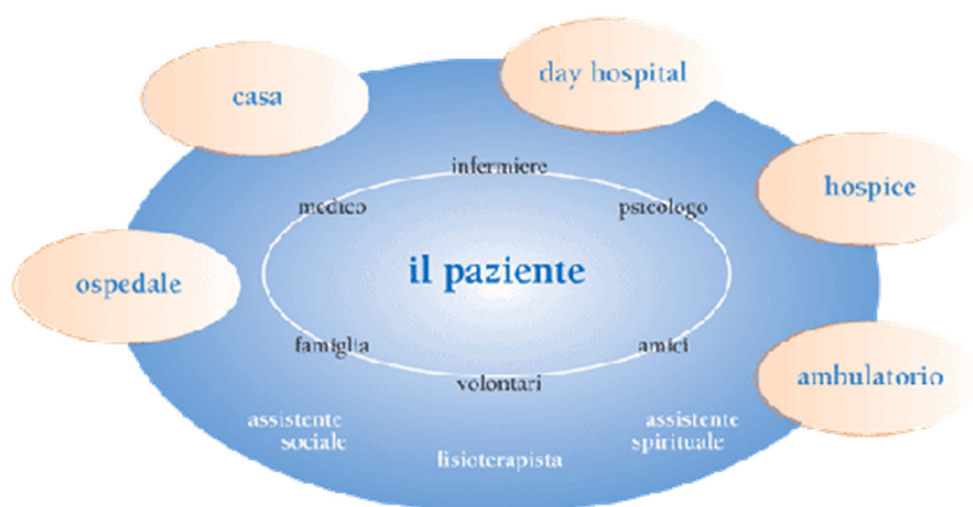 day hospital
casa
infermiere
hospice
medico
psicologo
il paziente
ospedale
famiglia
amici
volontari
ambulatorio
assistente
sociale
assistente
spirituale
fisioterapista